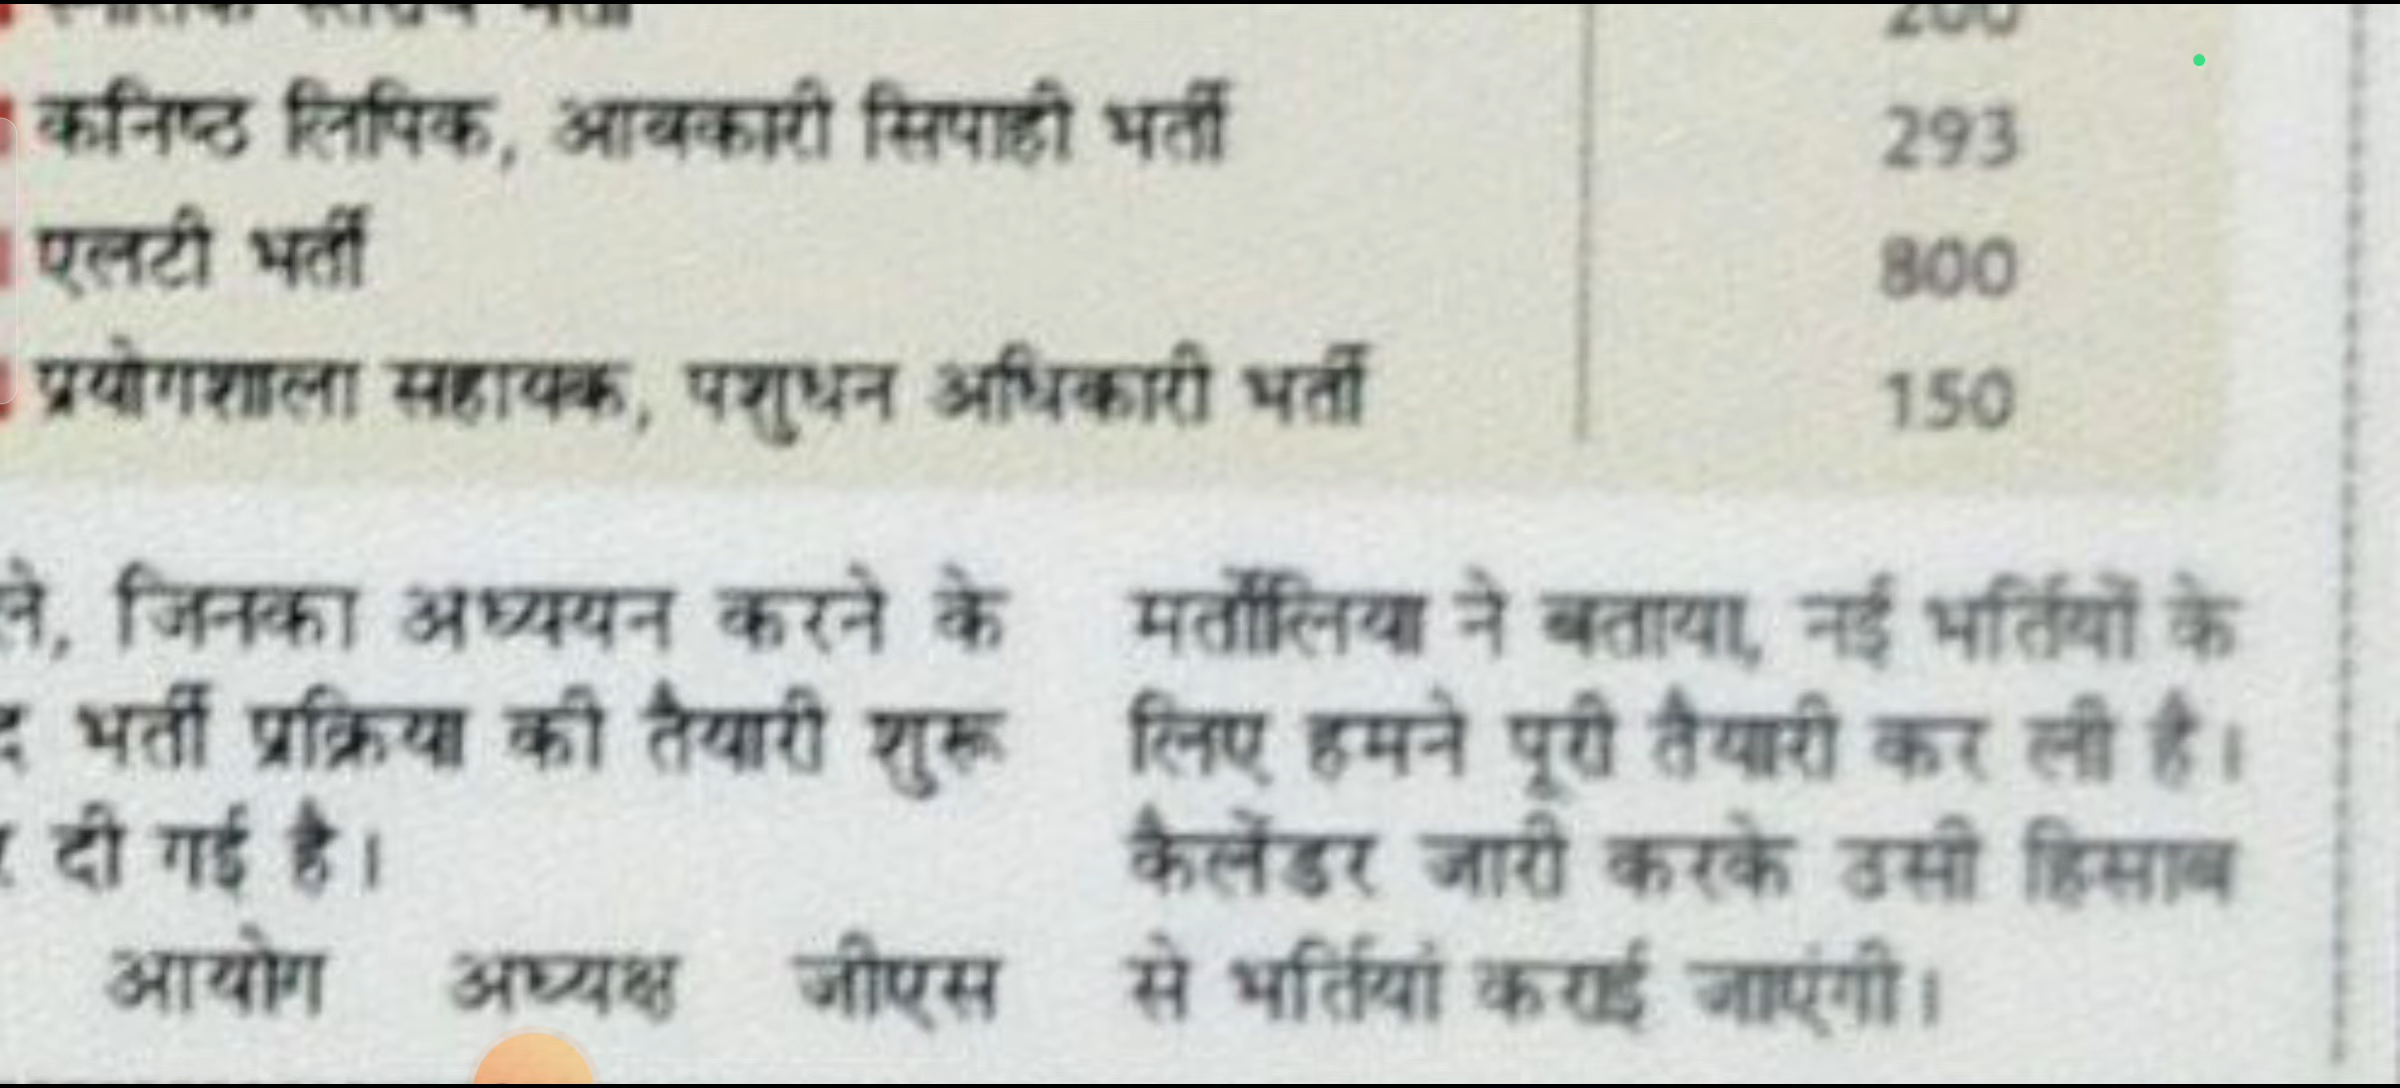 कनिष्ठ लिपिक, आबकारी सिपाही भर्ती 293
एलटी भर्ती 800
प्रयोगशाला सहायक, पशुधन अधिकारी भर्ती 150
जिनका अध्ययन करने के
भर्ती प्रक्रिया की तैयारी शुरू
दी गई है।
आयोग अध्यक्ष जीएस
मर्तोलिया ने बताया, नई भर्तियों के
लिए हमने पूरी तैयारी कर ली है।
कैलेंडर जारी करके उसी हिसाब
से भर्तियां कराई जाएंगी।